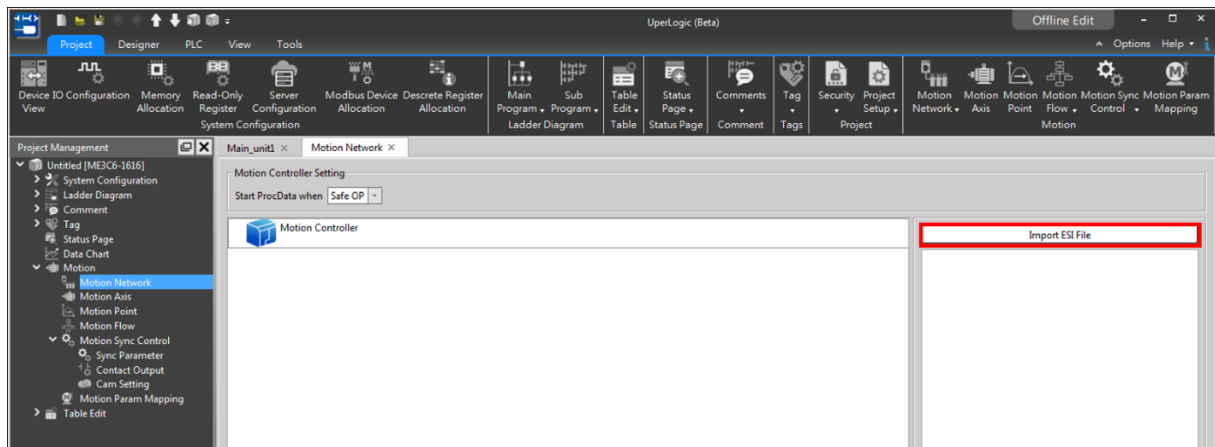 UperLogic (Beta)
Offline Edit
Project Designer PLC View Tools
Options Help
Device View
IO Configuration
Memory Allocation
Read-Only Register
Server Configuration
Modbus Device Allocation
Descrete Register Allocation
System Configuration
Main Program
Sub Program
Ladder Diagram
Table Edit
Table
Status Page
Status Page
Comments
Comment
Tag
Tags
Security
Project Setup
Project
Motion Network
Motion Axis
Motion Point
Motion Flow
Motion Sync Control
Motion Param Mapping
Motion
Project Management
Main_unit1
Motion Network
Untitled [ME3C6-1616]
System Configuration
Ladder Diagram
Comment
Tag
Status Page
Data Chart
Motion
Motion Network
Motion Axis
Motion Point
Motion Flow
Motion Sync Control
Sync Parameter
Contact Output
Cam Setting
Motion Param Mapping
Table Edit
Motion Controller Setting
Start ProcData when Safe OP
Motion Controller
Import ESI File